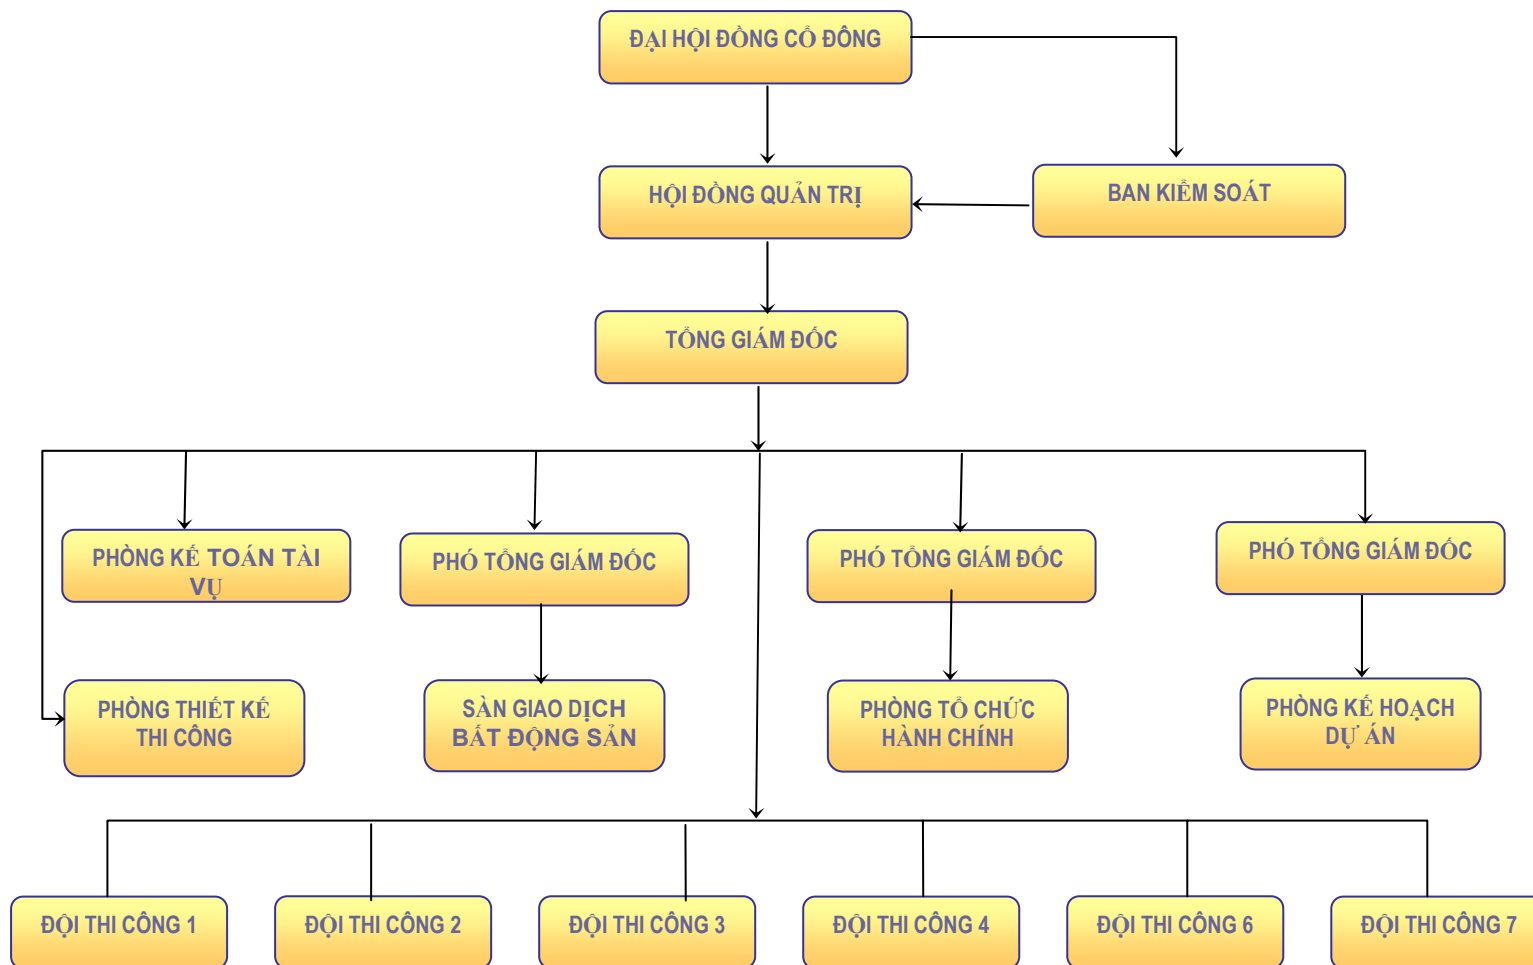 ĐẠI HỘI ĐỒNG CỔ ĐÔNG
HỘI ĐỒNG QUẢN TRỊ
BAN KIỂM SOÁT
TỔNG GIÁM ĐỐC
PHÒNG KẾ TOÁN TÀI
VỤ
PHÓ TỔNG GIÁM ĐỐC
PHÓ TỔNG GIÁM ĐỐC
PHÓ TỔNG GIÁM ĐỐC
PHÒNG THIẾT KẾ
THI CÔNG
SÀN GIAO DỊCH
BẤT ĐỘNG SẢN
PHÒNG TỔ CHỨC
HÀNH CHÍNH
PHÒNG KẾ HOẠCH
DỰ ÁN
ĐỘI THI CÔNG 1
ĐỘI THI CÔNG 2
ĐỘI THI CÔNG 3
ĐỘI THI CÔNG 4
ĐỘI THI CÔNG 6
ĐỘI THI CÔNG 7